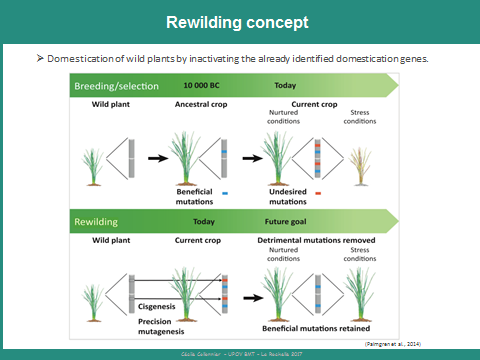 Rewilding concept
➢ Domestication of wild plants by inactivating the already identified domestication genes.
Breeding/selection 10 000 BC Today
Wild plant Ancestral crop Current crop
Nurtured conditions Stress conditions
Beneficial mutations Undesired mutations
Rewilding Today Future goal
Wild plant Current crop Detrimental mutations removed
Nurtured conditions Stress conditions
Cisgenesis
Precision mutagenesis
Beneficial mutations retained
(Palmgren et al., 2014)
– La Rochelle 2017